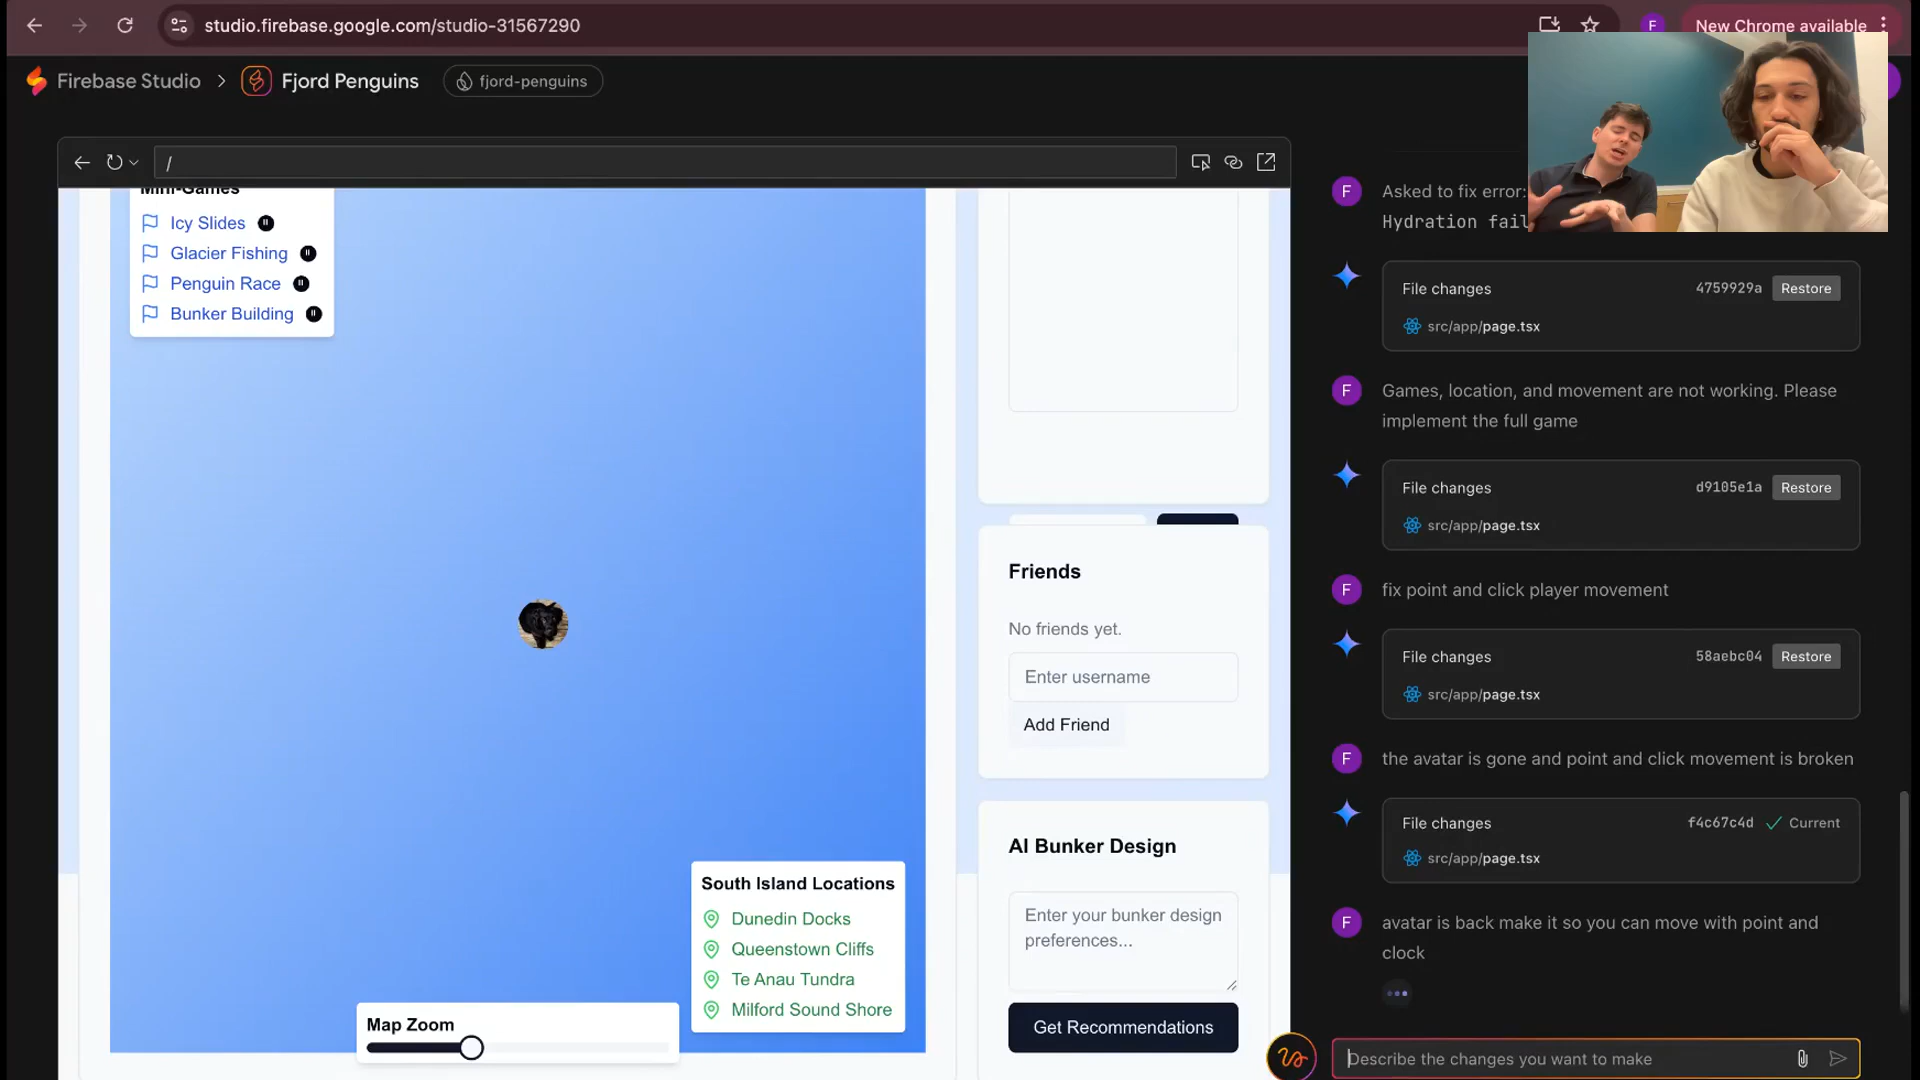 studio.firebase.google.com/studio-31567290
New Chrome available
F
Firebase Studio
Fjord Penguins
fjord-penguins
/
Mini-Games
Icy Slides
Glacier Fishing
Penguin Race
Bunker Building
South Island Locations
Dunedin Docks
Queenstown Cliffs
Te Anau Tundra
Milford Sound Shore
Map Zoom
Friends
No friends yet.
Enter username
Add Friend
AI Bunker Design
Enter your bunker design
preferences...
Get Recommendations
F
Asked to fix error:
Hydration fail
File changes 4759929a Restore
src/app/page.tsx
F
Games, location, and movement are not working. Please
implement the full game
File changes d9105e1a Restore
src/app/page.tsx
F
fix point and click player movement
File changes 58aebc04 Restore
src/app/page.tsx
F
the avatar is gone and point and click movement is broken
File changes f4c67c4d Current
src/app/page.tsx
F
avatar is back make it so you can move with point and
clock
Describe the changes you want to make